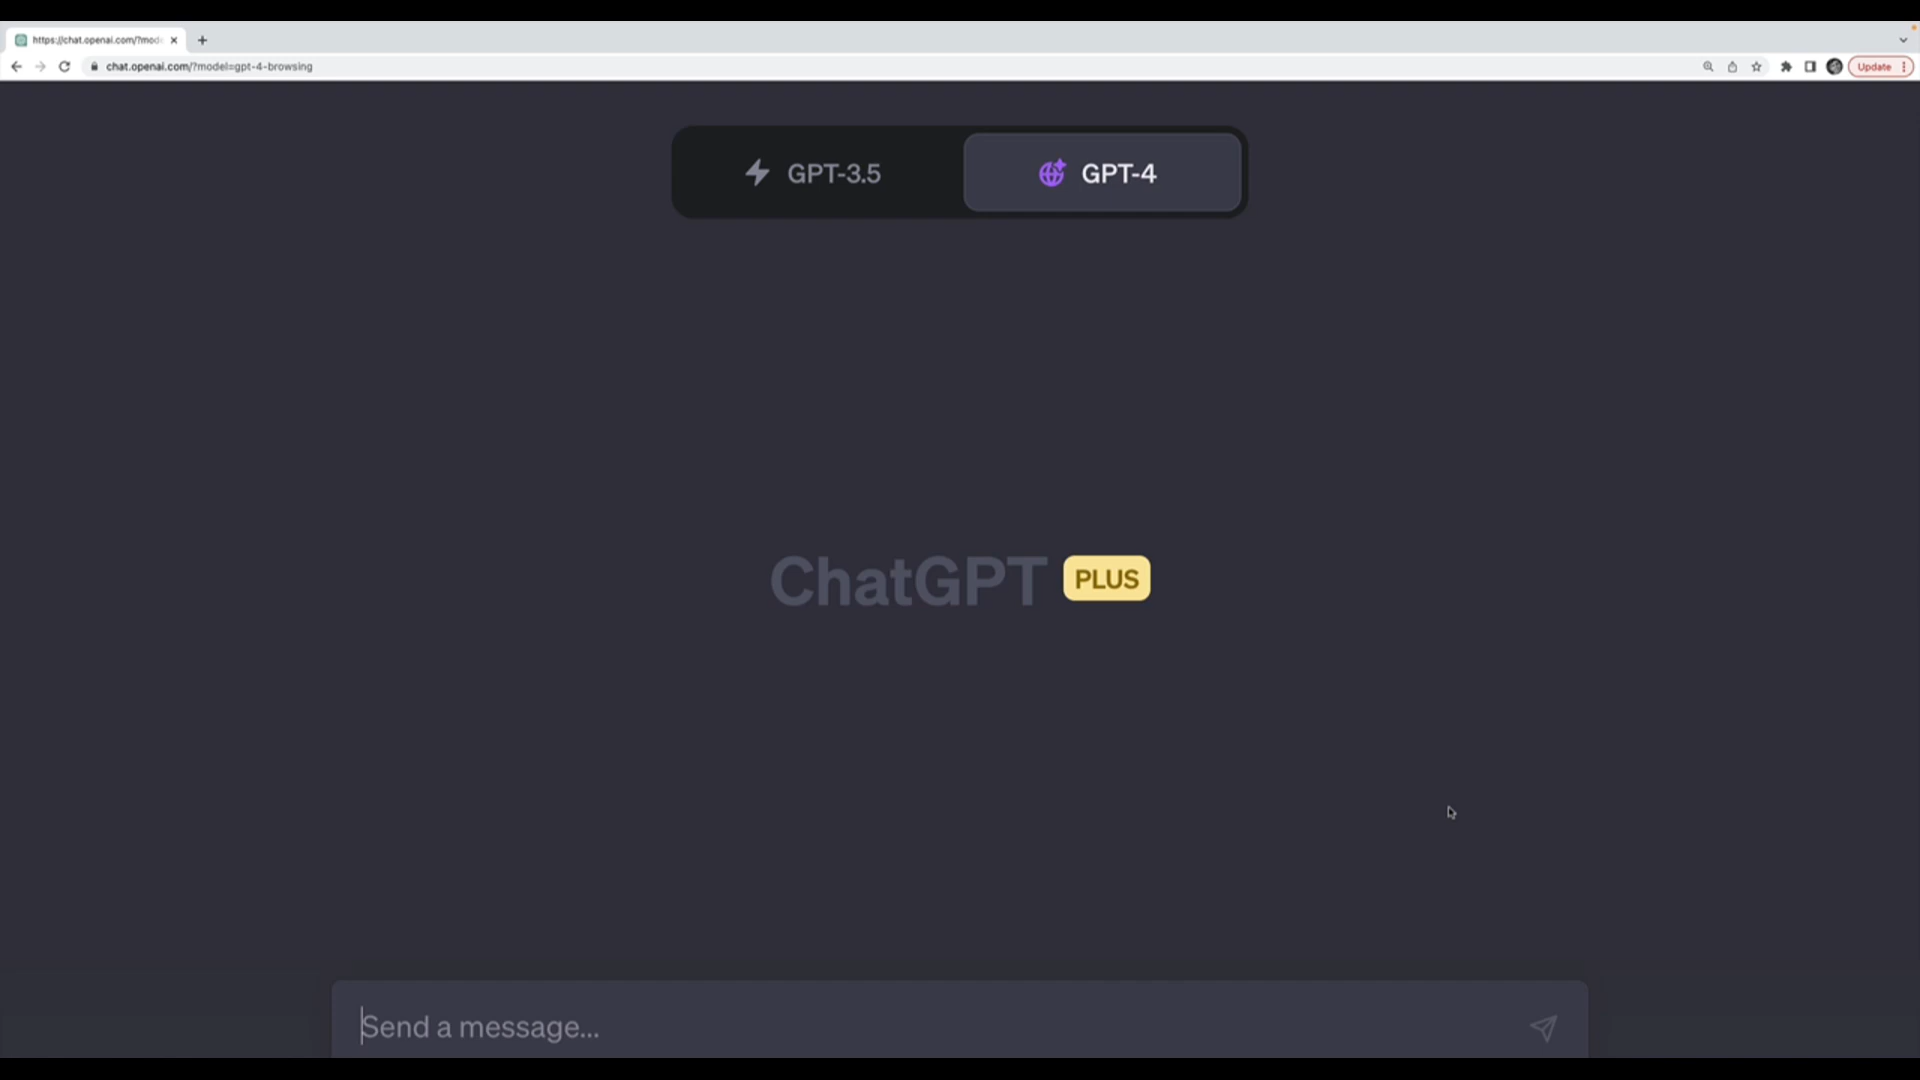 https://chat.openai.com/?mod
chat.openai.com/?model=gpt-4-browsing
Update
GPT-3.5
GPT-4
ChatGPT PLUS
Send a message...